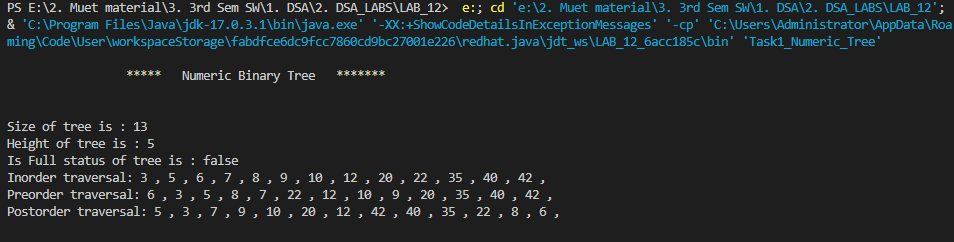 PS E:\2. Muet material\3. 3rd Sem SW\1. DSA\2. DSA_LABS\LAB_12>  e:; cd 'e:\2. Muet material\3. 3rd Sem SW\1. DSA\2. DSA_LABS\LAB_12';
& 'C:\Program Files\Java\jdk-17.0.3.1\bin\java.exe' '-XX:+ShowCodeDetailsInExceptionMessages' '-cp' 'C:\Users\Administrator\AppData\Roa
ming\Code\User\workspaceStorage\fabdfce6dc9fcc7860cd9bc27001e226\redhat.java\jdt_ws\LAB_12_6acc185c\bin' 'Task1_Numeric_Tree'
*****   Numeric Binary Tree   *******
Size of tree is : 13
Height of tree is : 5
Is Full status of tree is : false
Inorder traversal: 3 , 5 , 6 , 7 , 8 , 9 , 10 , 12 , 20 , 22 , 35 , 40 , 42 ,
Preorder traversal: 6 , 3 , 5 , 8 , 7 , 22 , 12 , 10 , 9 , 20 , 35 , 40 , 42 ,
Postorder traversal: 5 , 3 , 7 , 9 , 10 , 20 , 12 , 42 , 40 , 35 , 22 , 8 , 6 ,